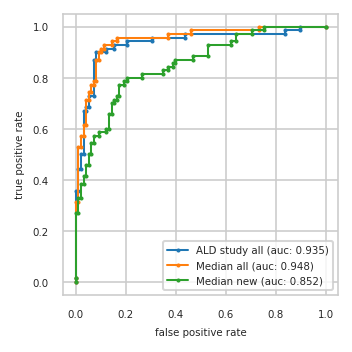 1.0
0.8
0.6
0.4
0.2
0.0
true positive rate
ALD study all (auc: 0.935)
Median all (auc: 0.948)
Median new (auc: 0.852)
0.0 0.2 0.4 0.6 0.8 1.0
false positive rate